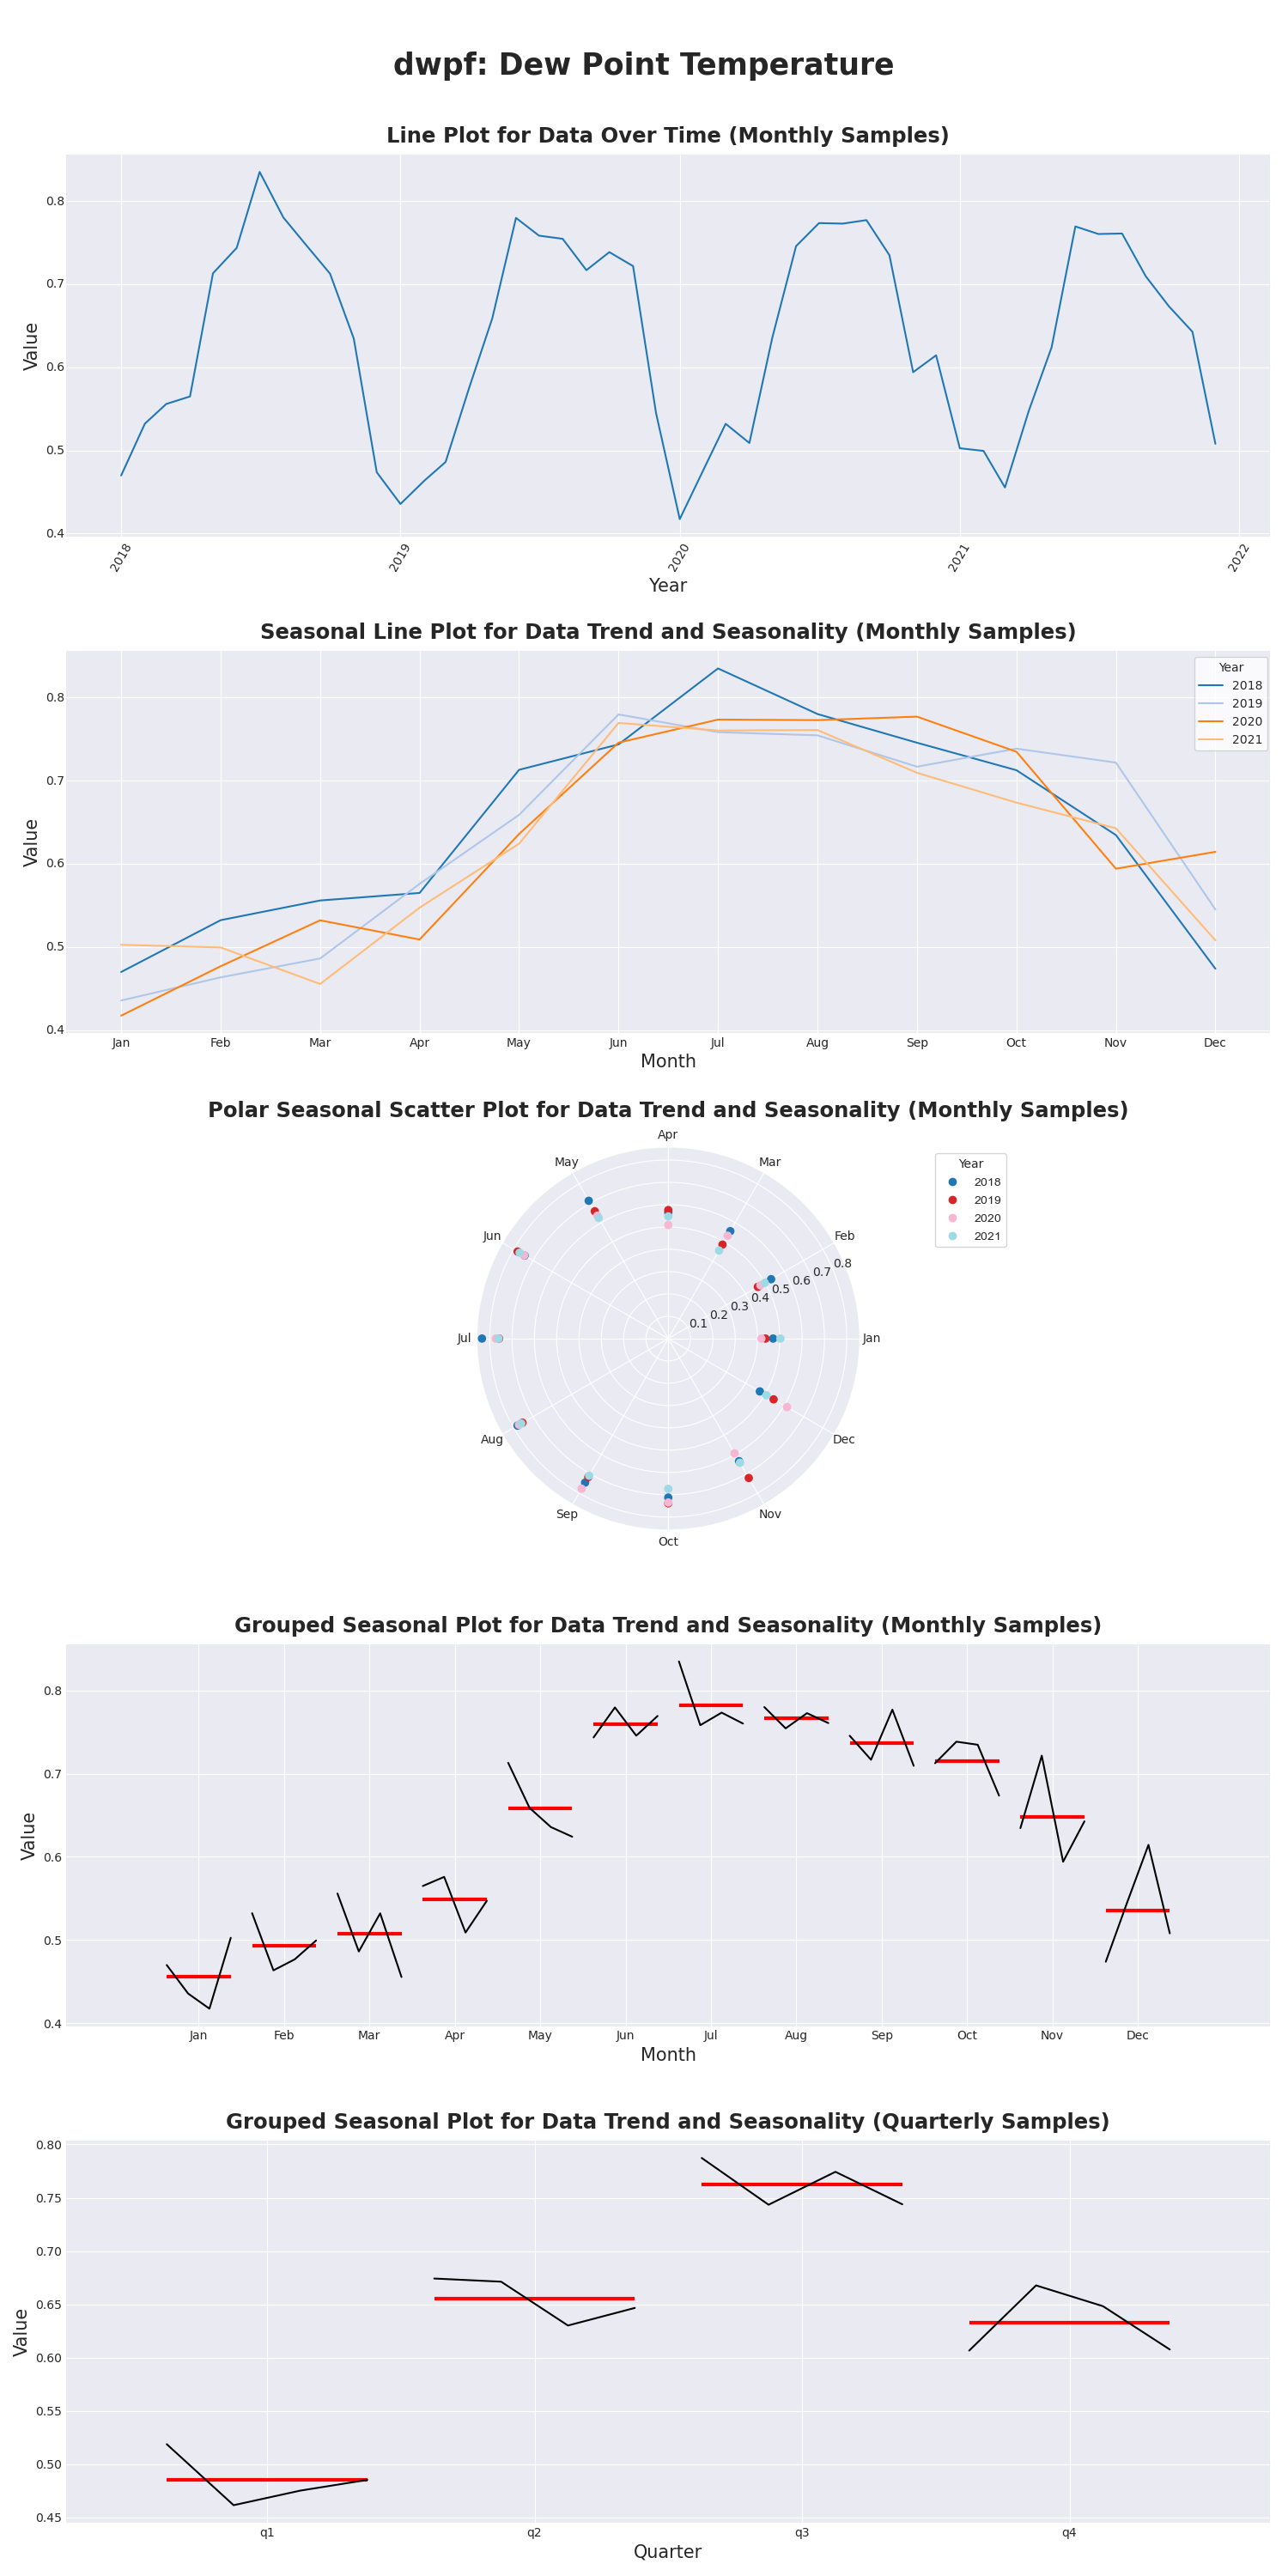 dwpf: Dew Point Temperature
Line Plot for Data Over Time (Monthly Samples)
Value
0.8
0.7
0.6
0.5
0.4
2018 2019 2020 2021 2022
Year
Seasonal Line Plot for Data Trend and Seasonality (Monthly Samples)
Value
0.8
0.7
0.6
0.5
0.4
Year
2018
2019
2020
2021
Jan Feb Mar Apr May Jun Jul Aug Sep Oct Nov Dec
Month
Polar Seasonal Scatter Plot for Data Trend and Seasonality (Monthly Samples)
Jan
Feb
Mar
Apr
May
Jun
Jul
Aug
Sep
Oct
Nov
Dec
0.1
0.2
0.3
0.4
0.5
0.6
0.7
0.8
Year
2018
2019
2020
2021
Grouped Seasonal Plot for Data Trend and Seasonality (Monthly Samples)
Value
0.8
0.7
0.6
0.5
0.4
Jan Feb Mar Apr May Jun Jul Aug Sep Oct Nov Dec
Month
Grouped Seasonal Plot for Data Trend and Seasonality (Quarterly Samples)
Value
0.80
0.75
0.70
0.65
0.60
0.55
0.50
0.45
q1 q2 q3 q4
Quarter